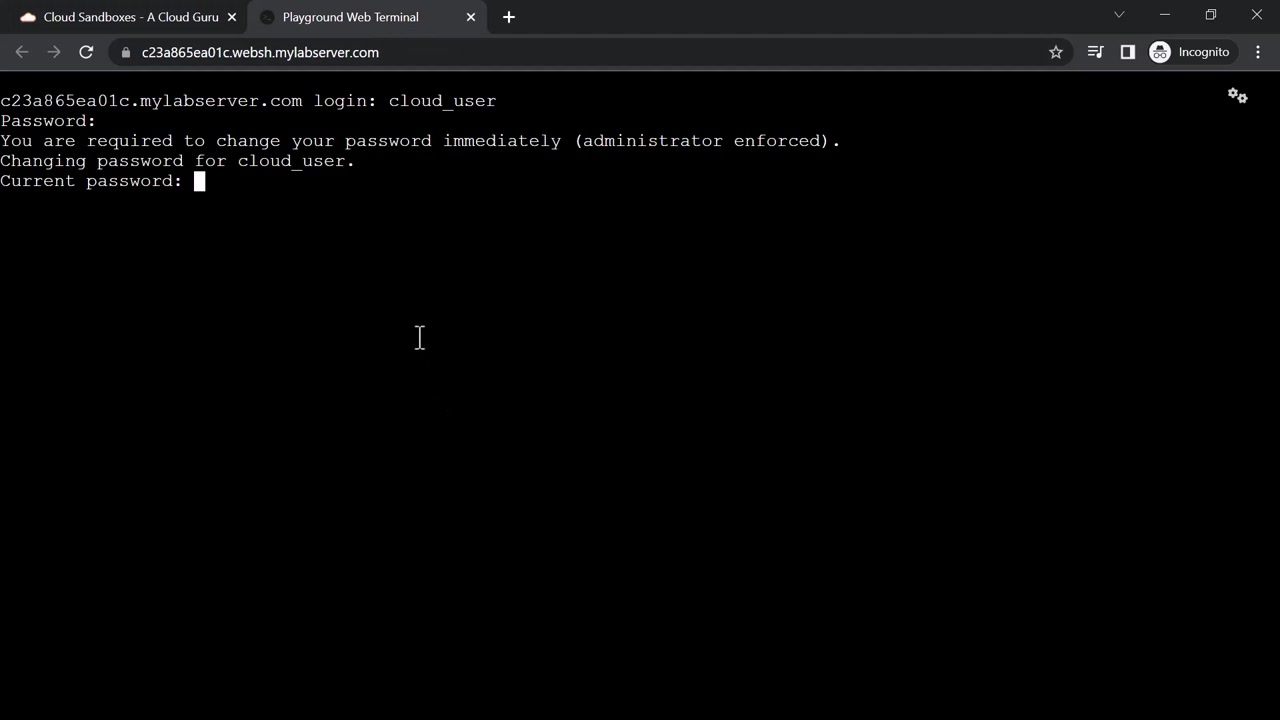 Cloud Sandboxes - A Cloud Guru
Playground Web Terminal
c23a865ea01c.websh.mylabserver.com
Incognito
c23a865ea01c.mylabserver.com login: cloud_user
Password:
You are required to change your password immediately (administrator enforced).
Changing password for cloud_user.
Current password: